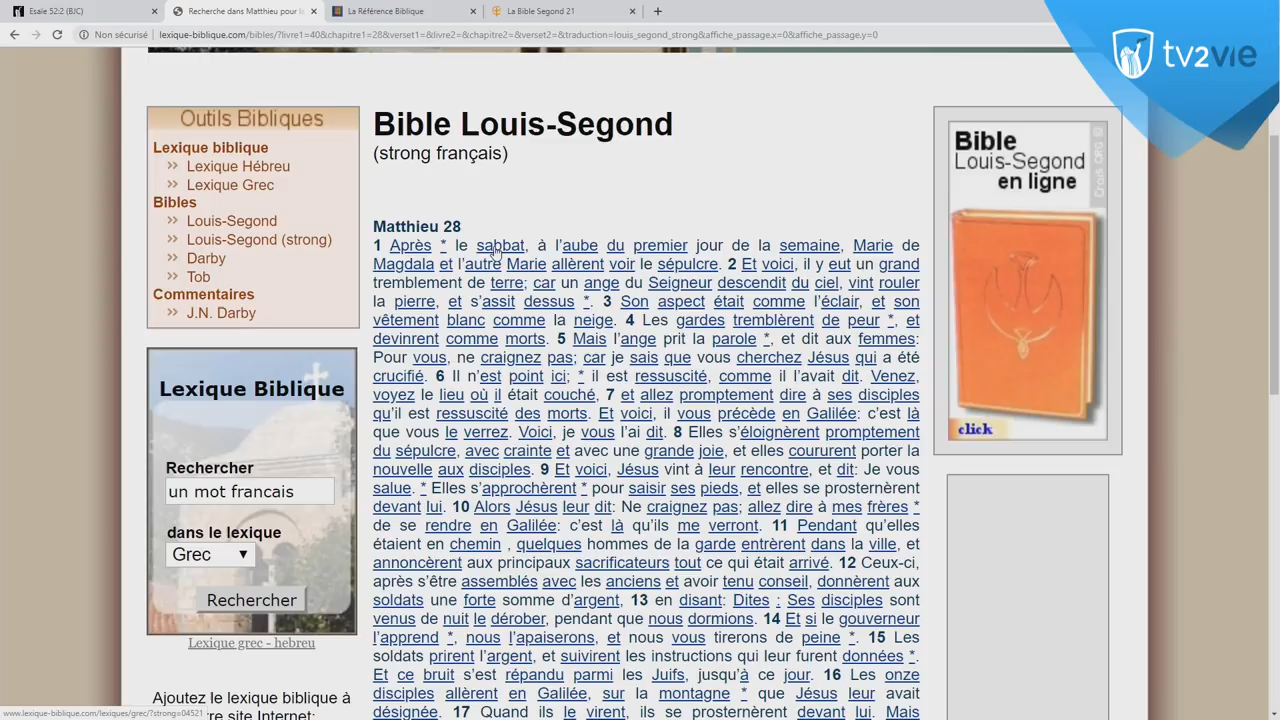 Esaïe 52:2 (BJC)
Recherche dans Matthieu pour l
La Référence Biblique
La Bible Segond 21
Non sécurisé
lexique-biblique.com/bibles/?livre1=40&chapitre1=28&verset1=&livre2=&chapitre2=&verset2=&traduction=louis_segond_strong&affiche_passage.x=0&affiche_passage.y=0
tv2vie
Outils Bibliques
Lexique biblique
Lexique Hébreu
Lexique Grec
Bibles
Louis-Segond
Louis-Segond (strong)
Darby
Tob
Commentaires
J.N. Darby
Lexique Biblique
Rechercher
un mot francais
dans le lexique
Grec
Rechercher
Lexique grec - hebreu
Ajoutez le lexique biblique à
re site Internet:
www.lexique-biblique.com/lexiques/grec/?strong=04521
Bible Louis-Segond
(strong français)
Matthieu 28
1 Après * le sabbat, à l’aube du premier jour de la semaine, Marie de
Magdala et l’autre Marie allèrent voir le sépulcre. 2 Et voici, il y eut un grand
tremblement de terre; car un ange du Seigneur descendit du ciel, vint rouler
la pierre, et s’assit dessus *. 3 Son aspect était comme l’éclair, et son
vêtement blanc comme la neige. 4 Les gardes tremblèrent de peur *, et
devinrent comme morts. 5 Mais l’ange prit la parole *, et dit aux femmes:
Pour vous, ne craignez pas; car je sais que vous cherchez Jésus qui a été
crucifié. 6 Il n’est point ici; * il est ressuscité, comme il l’avait dit. Venez,
voyez le lieu où il était couché, 7 et allez promptement dire à ses disciples
qu’il est ressuscité des morts. Et voici, il vous précède en Galilée: c’est là
que vous le verrez. Voici, je vous l’ai dit. 8 Elles s’éloignèrent promptement
du sépulcre, avec crainte et avec une grande joie, et elles coururent porter la
nouvelle aux disciples. 9 Et voici, Jésus vint à leur rencontre, et dit: Je vous
salue. * Elles s’approchèrent * pour saisir ses pieds, et elles se prosternèrent
devant lui. 10 Alors Jésus leur dit: Ne craignez pas; allez dire à mes frères *
de se rendre en Galilée: c’est là qu’ils me verront. 11 Pendant qu’elles
étaient en chemin , quelques hommes de la garde entrèrent dans la ville, et
annoncèrent aux principaux sacrificateurs tout ce qui était arrivé. 12 Ceux-ci,
après s’être assemblés avec les anciens et avoir tenu conseil, donnèrent aux
soldats une forte somme d’argent, 13 en disant: Dites : Ses disciples sont
venus de nuit le dérober, pendant que nous dormions. 14 Et si le gouverneur
l’apprend *, nous l’apaiserons, et nous vous tirerons de peine *. 15 Les
soldats prirent l’argent, et suivirent les instructions qui leur furent données *.
Et ce bruit s’est répandu parmi les Juifs, jusqu’à ce jour. 16 Les onze
disciples allèrent en Galilée, sur la montagne * que Jésus leur avait
désignée. 17 Quand ils le virent, ils se prosternèrent devant lui. Mais
Bible
Louis-Segond
en ligne
Croix ORG ©
click